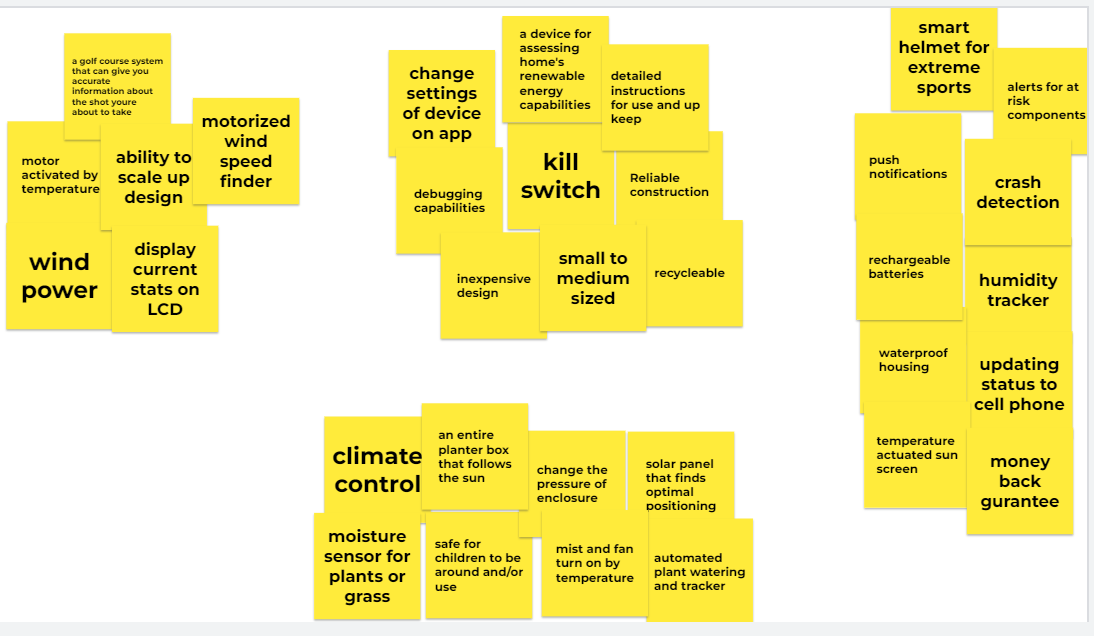 a golf course system
that can give you
accurate
information about
the shot youre
about to take
motor
activated by
temperature
ability to
scale up
design
motorized
wind
speed
finder
wind
power
display
current
stats on
LCD
change
settings
of device
on app
a device for
assessing
home's
renewable
energy
capabilities
detailed
instructions
for use and up
keep
debugging
capabilities
kill
switch
Reliable
construction
inexpensive
design
small to
medium
sized
recycleable
smart
helmet for
extreme
sports
alerts for at
risk
components
push
notifications
crash
detection
rechargeable
batteries
humidity
tracker
waterproof
housing
updating
status to
cell phone
temperature
actuated sun
screen
money
back
gurantee
climate
control
an entire
planter box
that follows
the sun
change the
pressure of
enclosure
solar panel
that finds
optimal
positioning
moisture
sensor for
plants or
grass
safe for
children to be
around and/or
use
mist and fan
turn on by
temperature
automated
plant watering
and tracker